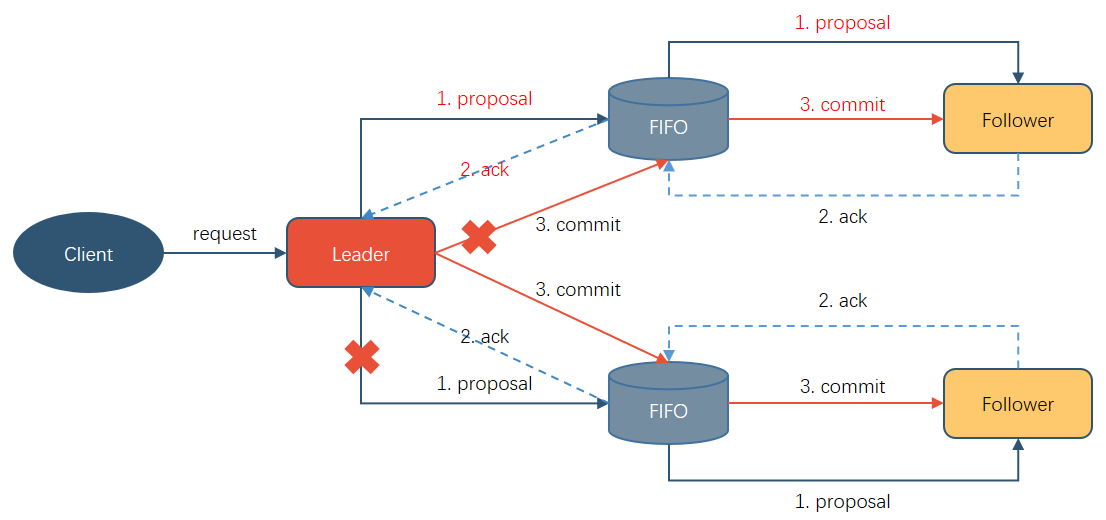 1. proposal
1. proposal
3. commit
FIFO
Follower
2. ack
3. commit
2. ack
request
Client
Leader
3. commit
2. ack
2. ack
1. proposal
3. commit
FIFO
Follower
1. proposal